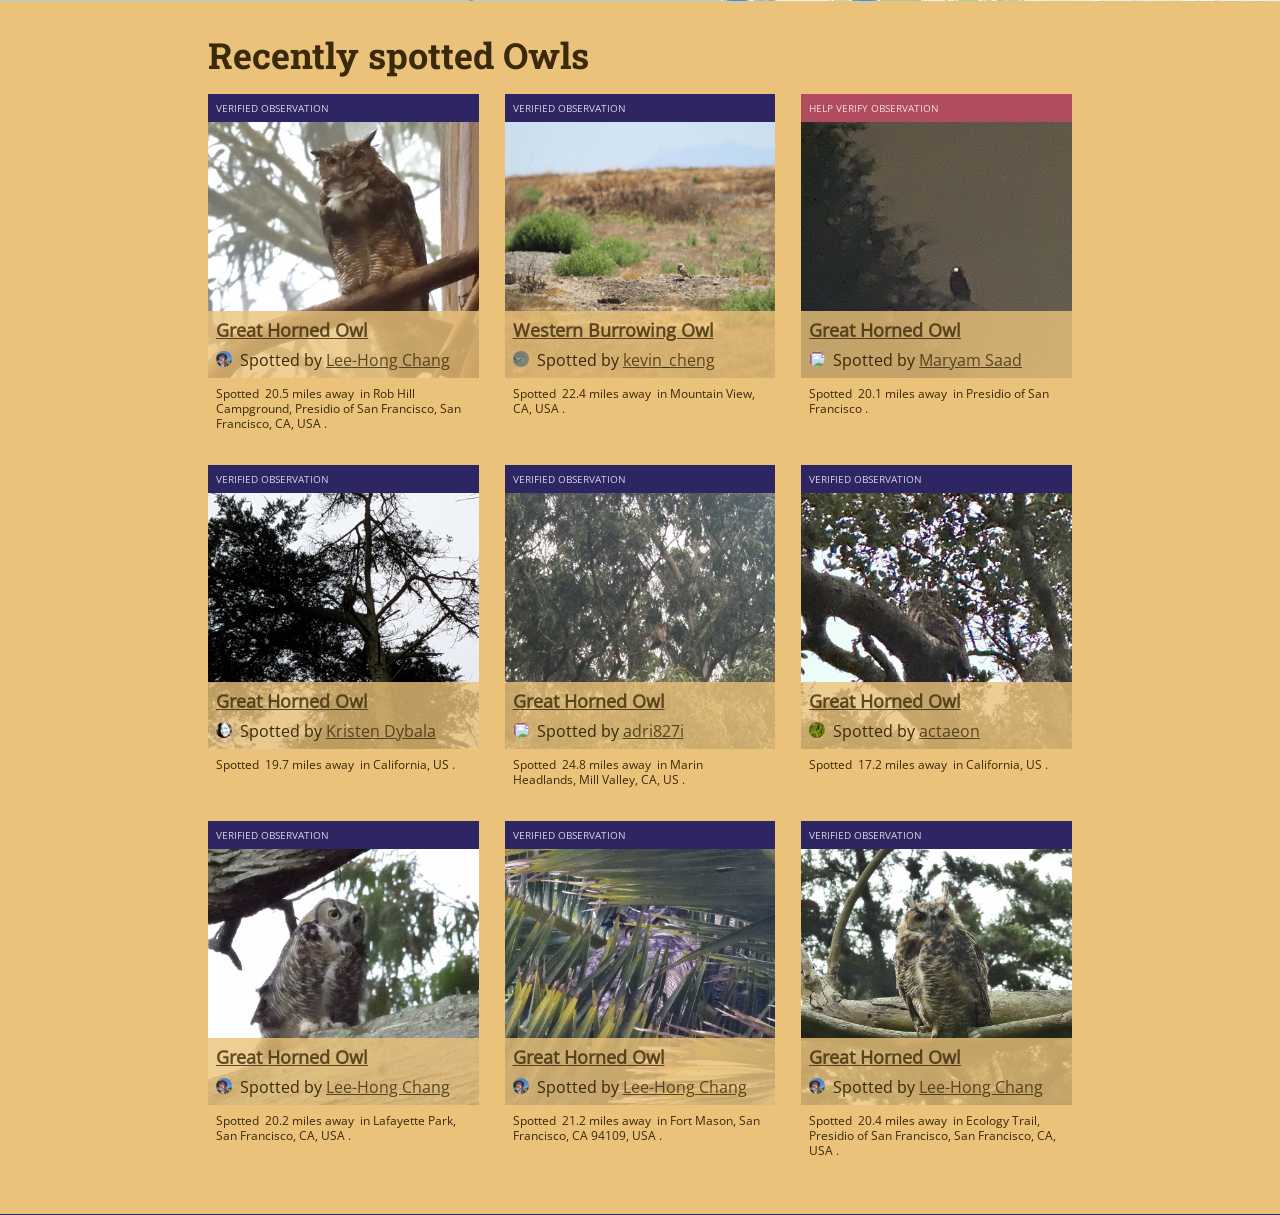 Recently spotted Owls
VERIFIED OBSERVATION
Great Horned Owl
Spotted by Lee-Hong Chang
Spotted 20.5 miles away in Rob Hill
Campground, Presidio of San Francisco, San
Francisco, CA, USA .
VERIFIED OBSERVATION
Western Burrowing Owl
Spotted by kevin_cheng
Spotted 22.4 miles away in Mountain View,
CA, USA .
HELP VERIFY OBSERVATION
Great Horned Owl
Spotted by Maryam Saad
Spotted 20.1 miles away in Presidio of San
Francisco .
VERIFIED OBSERVATION
Great Horned Owl
Spotted by Kristen Dybala
Spotted 19.7 miles away in California, US .
VERIFIED OBSERVATION
Great Horned Owl
Spotted by adri827i
Spotted 24.8 miles away in Marin
Headlands, Mill Valley, CA, US .
VERIFIED OBSERVATION
Great Horned Owl
Spotted by actaeon
Spotted 17.2 miles away in California, US .
VERIFIED OBSERVATION
Great Horned Owl
Spotted by Lee-Hong Chang
Spotted 20.2 miles away in Lafayette Park,
San Francisco, CA, USA .
VERIFIED OBSERVATION
Great Horned Owl
Spotted by Lee-Hong Chang
Spotted 21.2 miles away in Fort Mason, San
Francisco, CA 94109, USA .
VERIFIED OBSERVATION
Great Horned Owl
Spotted by Lee-Hong Chang
Spotted 20.4 miles away in Ecology Trail,
Presidio of San Francisco, San Francisco, CA,
USA .